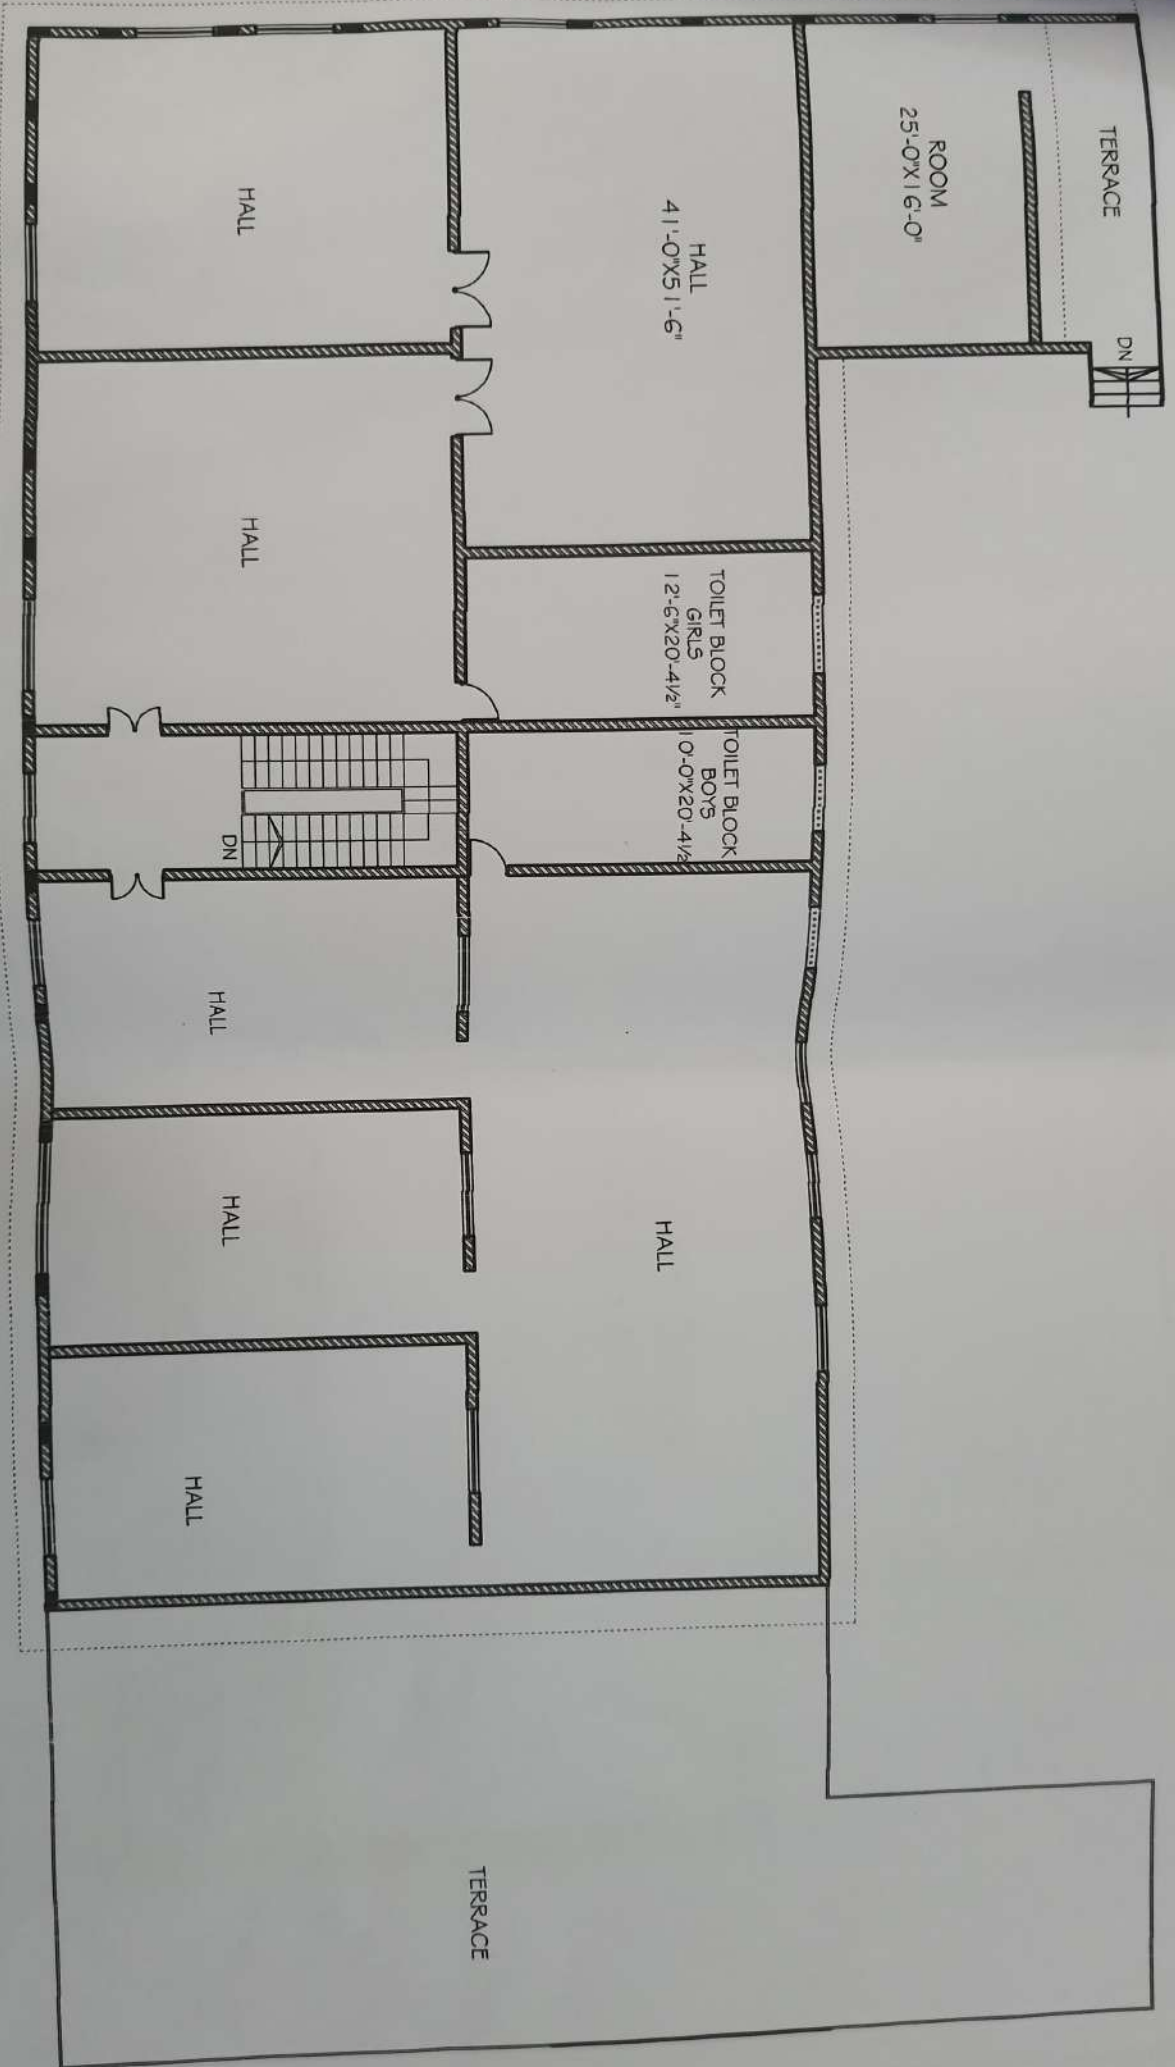 TERRACE
DN
ROOM
25'-0"X16'-0"
HALL
41'-0"X51'-6"
HALL
HALL
TOILET BLOCK
GIRLS
12'-6"X20'-4½"
TOILET BLOCK
BOYS
10'-0"X20'-4½
DN
HALL
HALL
HALL
HALL
TERRACE